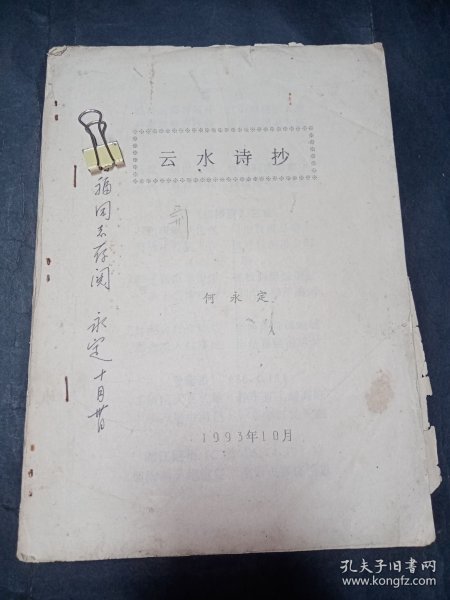 云水诗抄
福同志存阅 永定 十月廿日
何永定
1993年10月
孔夫子旧书网
www.kongfz.com